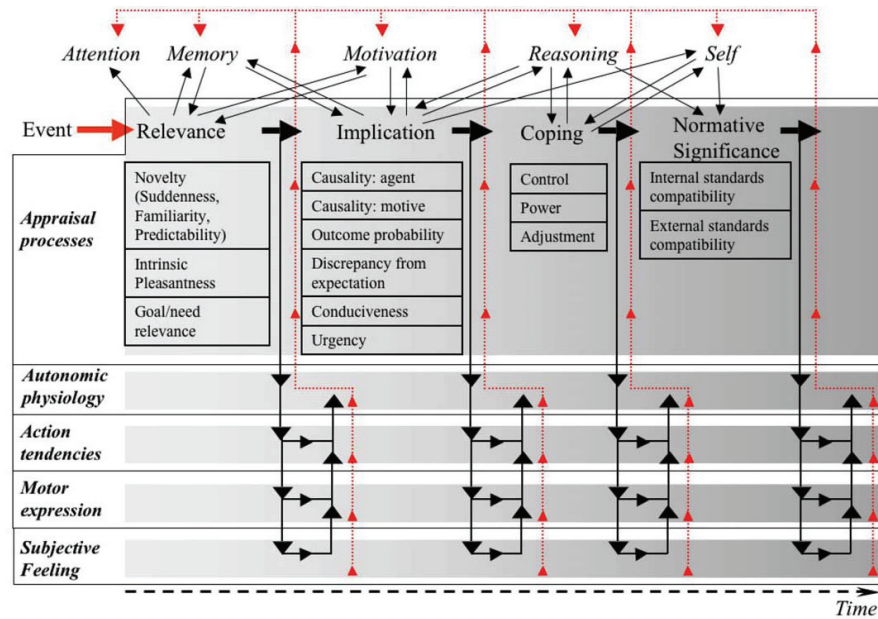 Attention Memory Motivation Reasoning Self
Event Relevance Implication Coping Normative
Significance
Appraisal
processes
Novelty
(Suddenness,
Familiarity,
Predictability)
Intrinsic
Pleasantness
Goal/need
relevance
Causality: agent
Causality: motive
Outcome probability
Discrepancy from
expectation
Conduciveness
Urgency
Control
Power
Adjustment
Internal standards
compatibility
External standards
compatibility
Autonomic
physiology
Action
tendencies
Motor
expression
Subjective
Feeling
Time